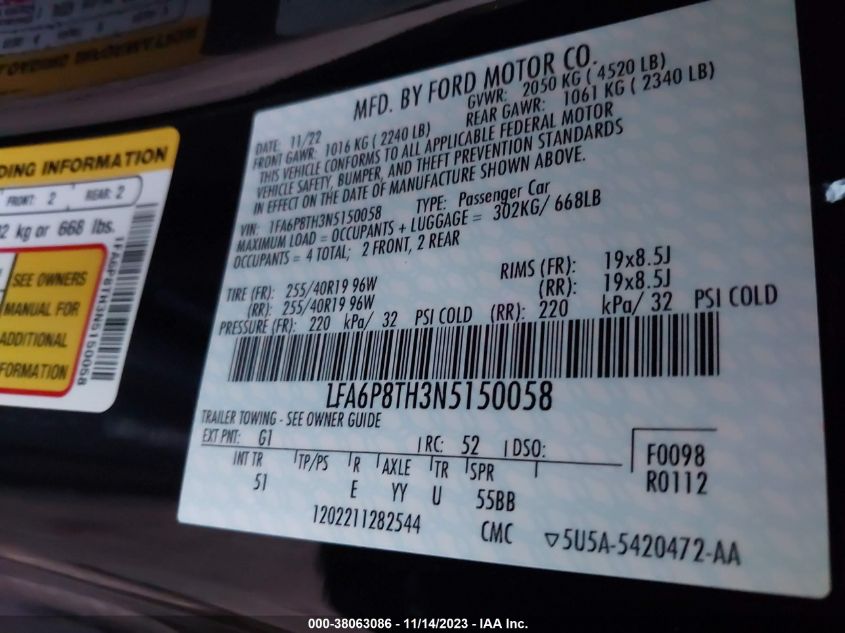 DING INFORMATION
FRONT: 2 REAR: 2
2 kg or 668 lbs.
SEE OWNERS
MANUAL FOR
ADDITIONAL
FORMATION
1FA6P8TH3N5150058
MFD. BY FORD MOTOR CO.
DATE: 11/22 GVWR: 2050 KG ( 4520 LB)
FRONT GAWR: 1016 KG ( 2240 LB) REAR GAWR: 1061 KG ( 2340 LB)
THIS VEHICLE CONFORMS TO ALL APPLICABLE FEDERAL MOTOR
VEHICLE SAFETY, BUMPER, AND THEFT PREVENTION STANDARDS
IN EFFECT ON THE DATE OF MANUFACTURE SHOWN ABOVE.
VIN: 1FA6P8TH3N5150058 TYPE: Passenger Car
MAXIMUM LOAD = OCCUPANTS + LUGGAGE = 302KG/ 668LB
OCCUPANTS = 4 TOTAL; 2 FRONT, 2 REAR
TIRE (FR): 255/40R19 96W RIMS (FR): 19x8.5J
(RR): 255/40R19 96W (RR): 19x8.5J
PRESSURE (FR): 220 kPa/ 32 PSI COLD (RR): 220 kPa/ 32 PSI COLD
1FA6P8TH3N5150058
TRAILER TOWING - SEE OWNER GUIDE
EXT PNT: G1 RC: 52 DSO: F0098
INT TR TP/PS R AXLE TR SPR R0112
51 E YY U 55BB
1202211282544 CMC ▽5U5A-5420472-AA
000-38063086 - 11/14/2023 - IAA Inc.